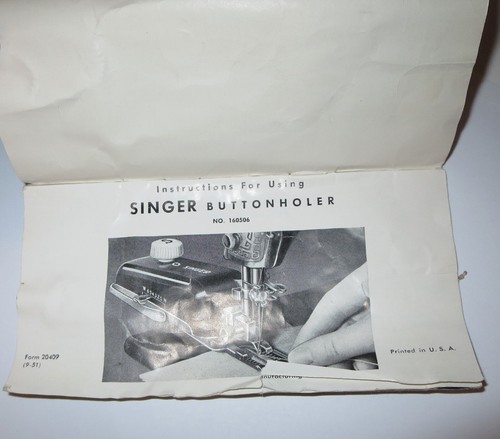 Instructions For Using
SINGER BUTTONHOLER
NO. 160506
SINGER
Form 20409
(9-51)
Printed in U. S. A.